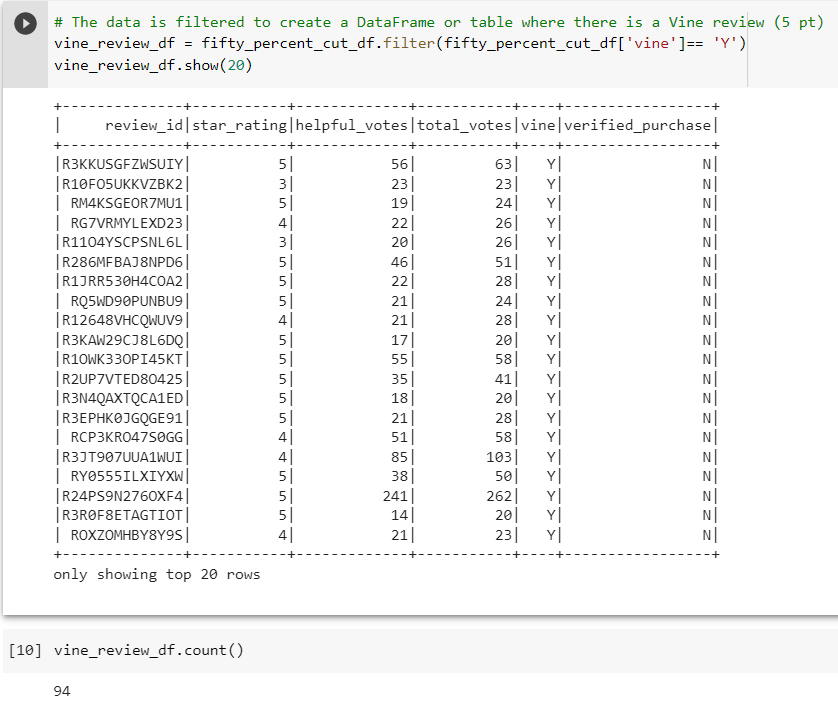 # The data is filtered to create a DataFrame or table where there is a Vine review (5 pt)
vine_review_df = fifty_percent_cut_df.filter(fifty_percent_cut_df['vine']== 'Y')
vine_review_df.show(20)
+--------------+-----------+-------------+-----------+----+-----------------+
|     review_id|star_rating|helpful_votes|total_votes|vine|verified_purchase|
+--------------+-----------+-------------+-----------+----+-----------------+
|R3KKUSGFZWSUIY|          5|           56|         63|   Y|                N|
|R10FO5UKKVZBK2|          3|           23|         23|   Y|                N|
| RM4KSGEOR7MU1|          5|           19|         24|   Y|                N|
| RG7VRMYLEXD23|          4|           22|         26|   Y|                N|
|R11O4YSCPSNL6L|          3|           20|         26|   Y|                N|
|R286MFBAJ8NPD6|          5|           46|         51|   Y|                N|
|R1JRR530H4COA2|          5|           22|         28|   Y|                N|
| RQ5WD90PUNBU9|          5|           21|         24|   Y|                N|
|R12648VHCQWUV9|          4|           21|         28|   Y|                N|
|R3KAW29CJ8L6DQ|          5|           17|         20|   Y|                N|
|R1OWK33OPI45KT|          5|           55|         58|   Y|                N|
|R2UP7VTED8O425|          5|           35|         41|   Y|                N|
|R3N4QAXTQCA1ED|          5|           18|         20|   Y|                N|
|R3EPHK0JGQGE91|          5|           21|         28|   Y|                N|
| RCP3KRO47S0GG|          4|           51|         58|   Y|                N|
|R3JT907UUA1WUI|          4|           85|        103|   Y|                N|
| RY0555ILXIYXW|          5|           38|         50|   Y|                N|
|R24PS9N276OXF4|          5|          241|        262|   Y|                N|
|R3R0F8ETAGTIOT|          5|           14|         20|   Y|                N|
| ROXZOMHBY8Y9S|          4|           21|         23|   Y|                N|
+--------------+-----------+-------------+-----------+----+-----------------+
only showing top 20 rows
[10] vine_review_df.count()
94